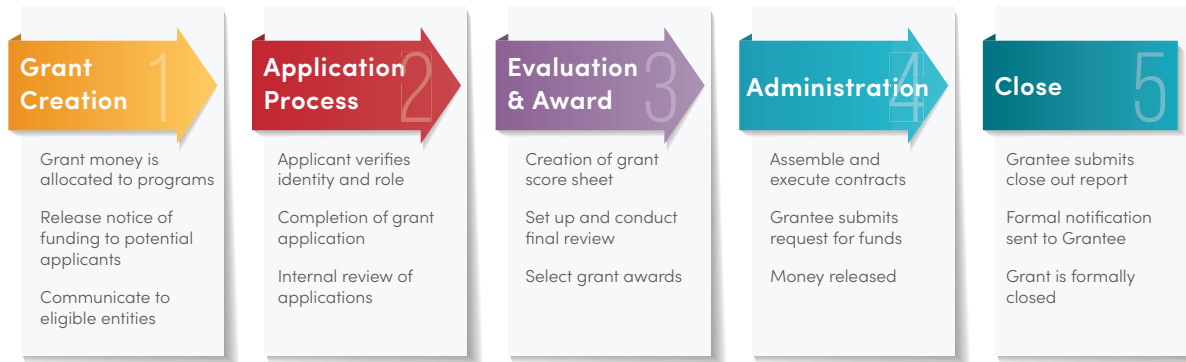 Grant
Creation
1
Grant money is
allocated to programs
Release notice of
funding to potential
applicants
Communicate to
eligible entities
Application
Process
2
Applicant verifies
identity and role
Completion of grant
application
Internal review of
applications
Evaluation
& Award
3
Creation of grant
score sheet
Set up and conduct
final review
Select grant awards
Administration
4
Assemble and
execute contracts
Grantee submits
request for funds
Money released
Close
5
Grantee submits
close out report
Formal notification
sent to Grantee
Grant is formally
closed